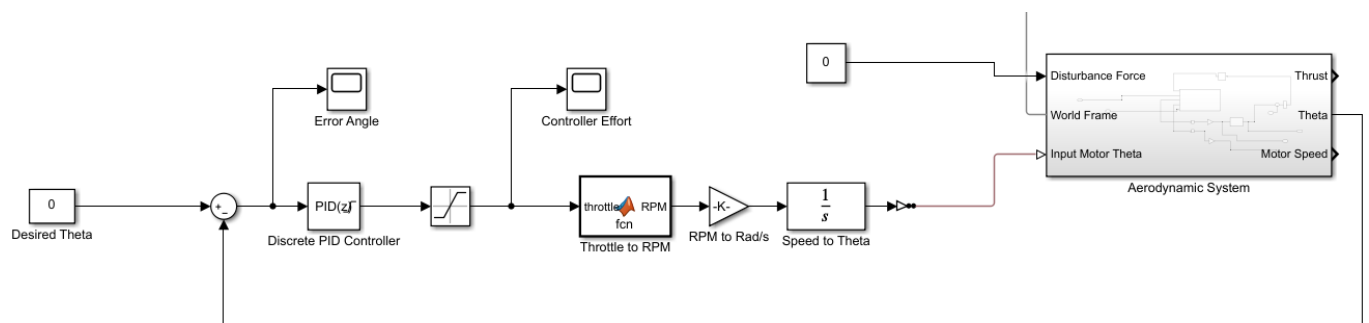 0
Disturbance Force
Thrust
World Frame
Theta
Input Motor Theta
Motor Speed
Aerodynamic System
Error Angle
Controller Effort
0
Desired Theta
+
−
PID(z)
Discrete PID Controller
throttle RPM
fcn
Throttle to RPM
-K-
RPM to Rad/s
1
s
Speed to Theta